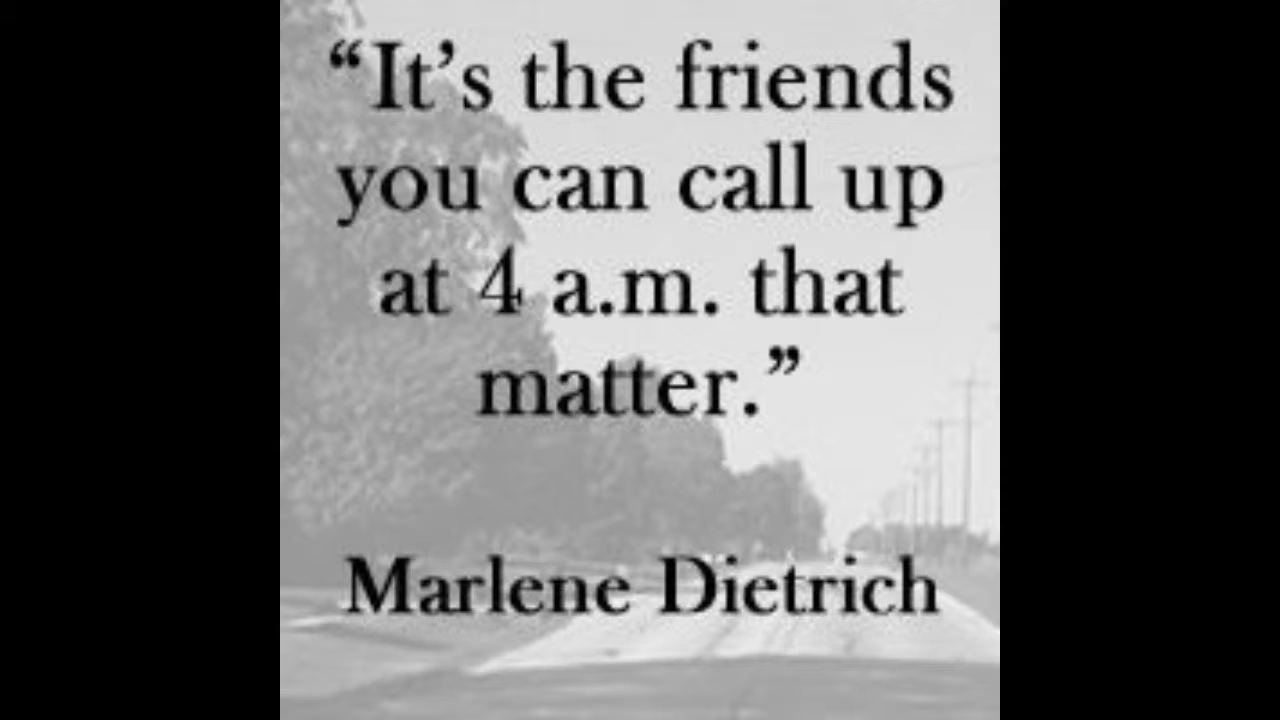 “It’s the friends
you can call up
at 4 a.m. that
matter.”
Marlene Dietrich